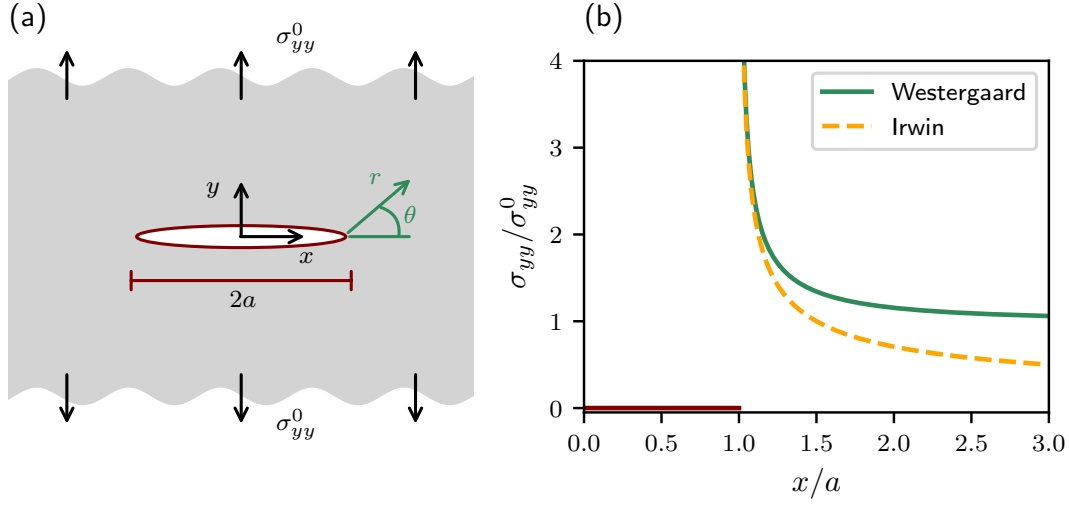 (a)
σ⁰yy
y
r
θ
x
2a
σ⁰yy
(b)
σyy/σ⁰yy
4
3
2
1
0
Westergaard
Irwin
0.0 0.5 1.0 1.5 2.0 2.5 3.0
x/a